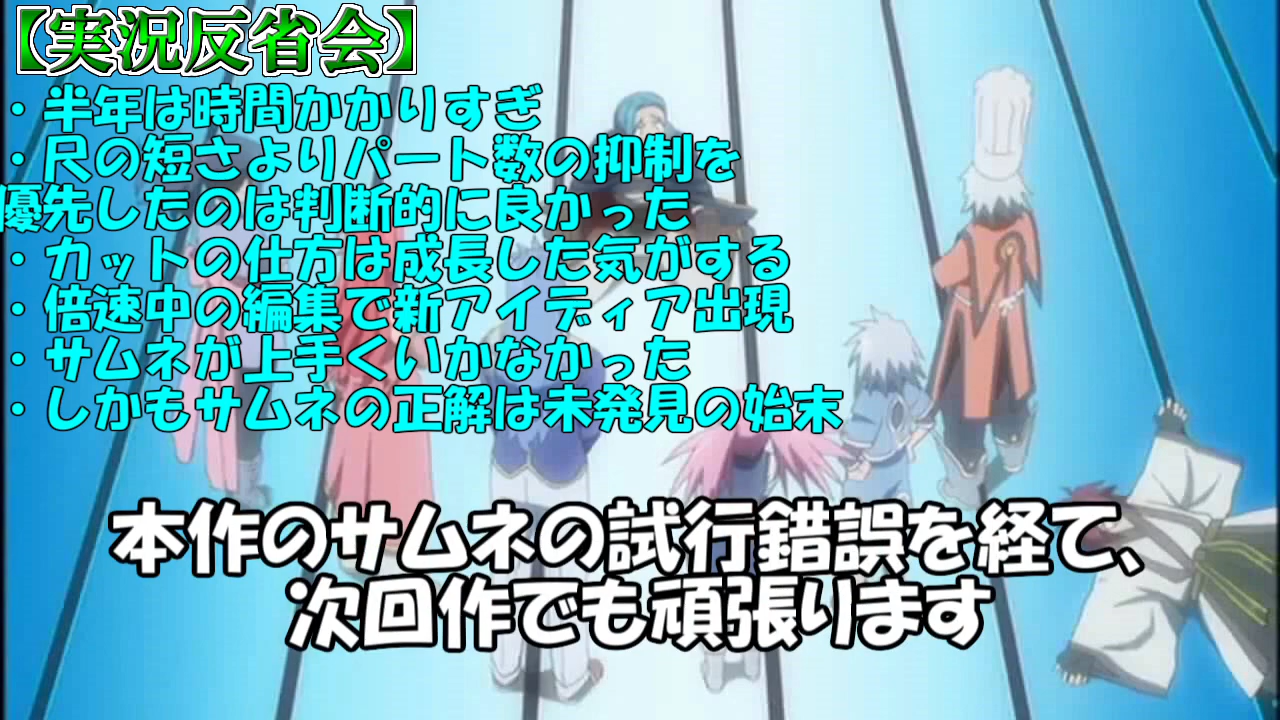 【実況反省会】
・半年は時間かかりすぎ
・尺の短さよりパート数の抑制を
優先したのは判断的に良かった
・カットの仕方は成長した気がする
・倍速中の編集で新アイディア出現
・サムネが上手くいかなかった
・しかもサムネの正解は未発見の始末
本作のサムネの試行錯誤を経て、
次回作でも頑張ります